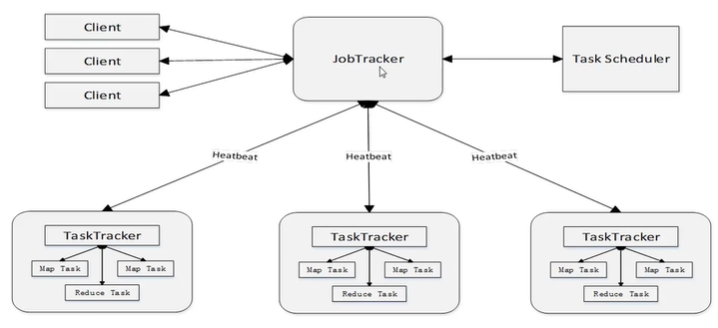 Client
Client
Client
JobTracker
Task Scheduler
Heatbeat
Heatbeat
Heatbeat
TaskTracker
Map Task
Map Task
Reduce Task
TaskTracker
Map Task
Map Task
Reduce Task
TaskTracker
Map Task
Map Task
Reduce Task